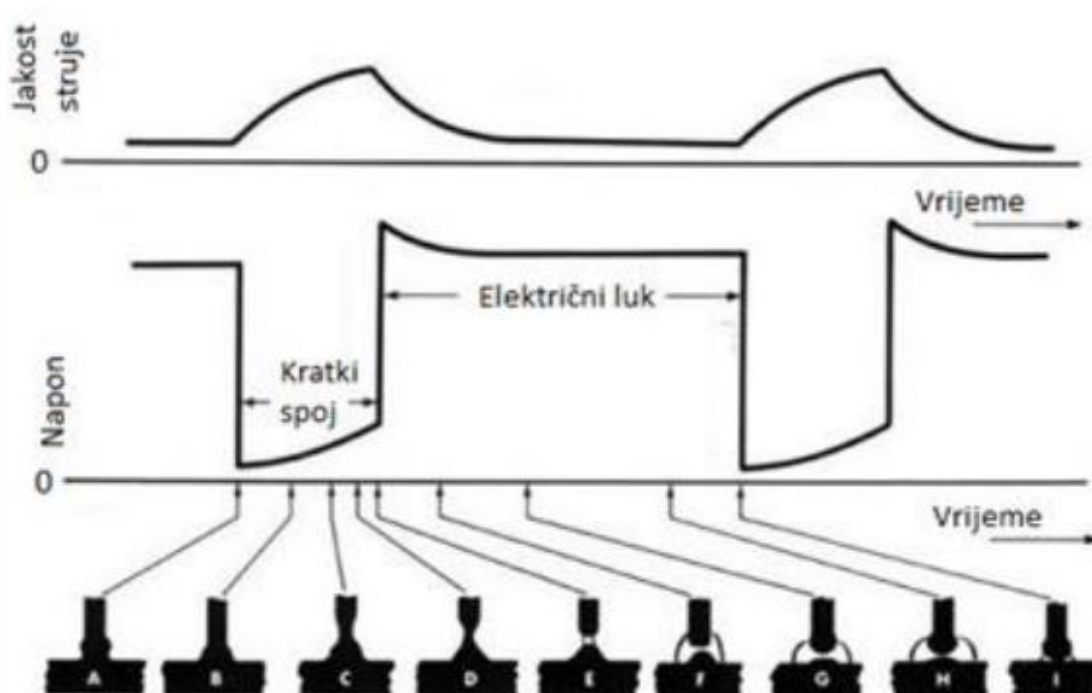 Jakost
struje
0
Vrijeme
Električni luk
Kratki
spoj
Napon
0
Vrijeme
A B C D E F G H I